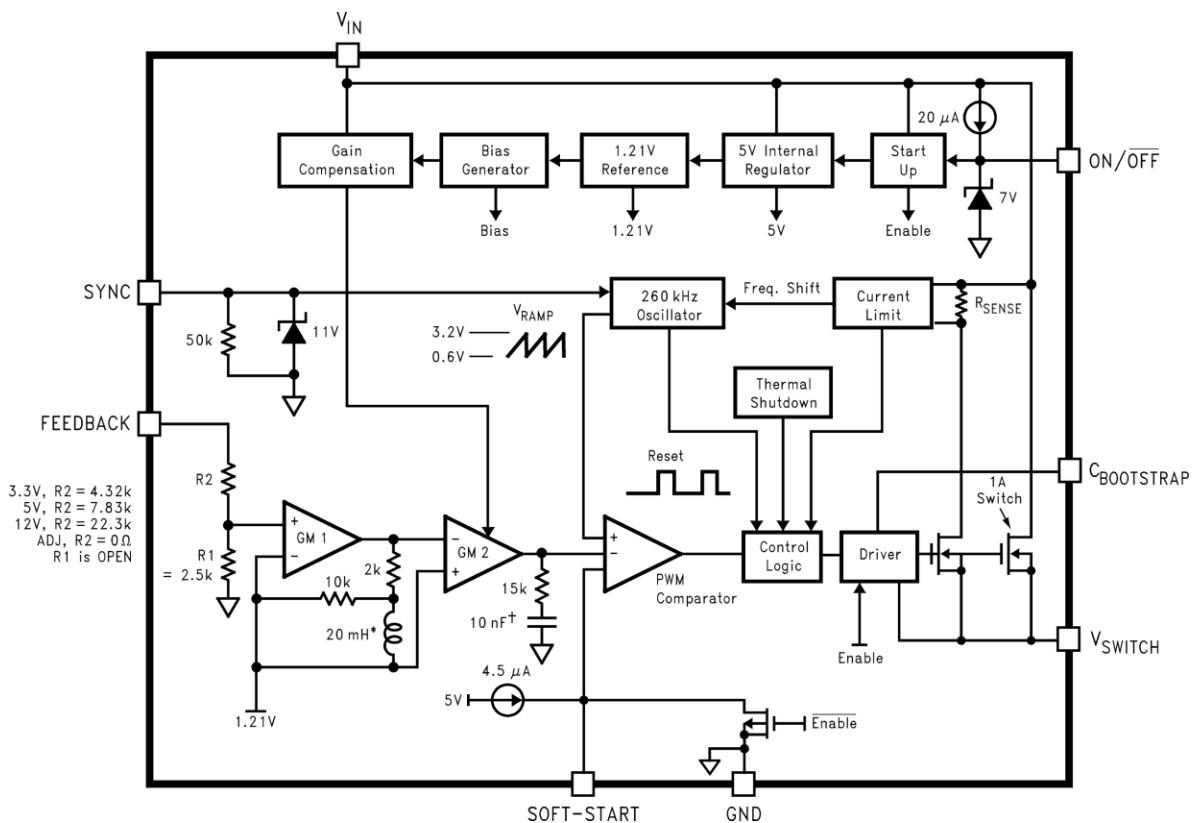 V_IN
20 μA
Gain
Compensation
Bias
Generator
1.21V
Reference
5V Internal
Regulator
Start
Up
ON/O̅F̅F̅
7V
Bias
1.21V
5V
Enable
SYNC
50k
11V
V_RAMP
3.2V
0.6V
260 kHz
Oscillator
Freq. Shift
Current
Limit
R_SENSE
Thermal
Shutdown
FEEDBACK
R2
3.3V, R2 = 4.32k
5V, R2 = 7.83k
12V, R2 = 22.3k
ADJ, R2 = 0Ω
R1 is OPEN
R1
= 2.5k
+
GM 1
−
2k
10k
20 mH*
1.21V
−
GM 2
+
15k
10 nF†
Reset
+
−
PWM
Comparator
Control
Logic
Driver
1A
Switch
C_BOOTSTRAP
V_SWITCH
Enable
4.5 μA
5V
E̅n̅a̅b̅l̅e̅
SOFT-START
GND